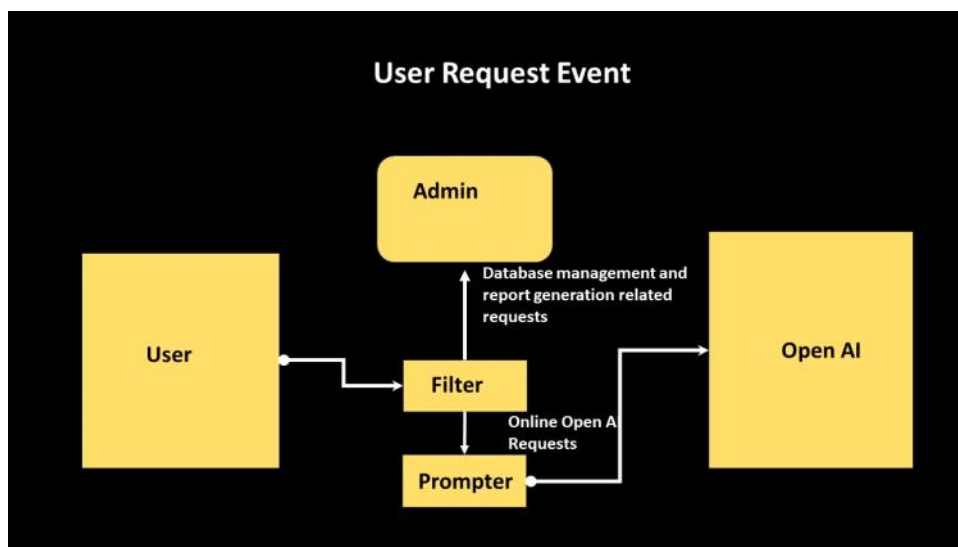 User Request Event
Admin
Database management and
report generation related
requests
User
Open AI
Filter
Online Open AI
Requests
Prompter